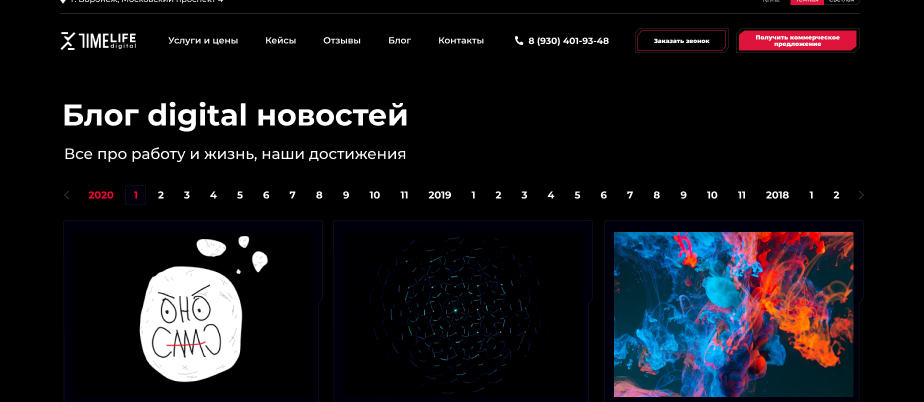 г. Воронеж, Московский проспект 4
Тема: Тёмная Светлая
TIMELIFE
digital
Услуги и цены Кейсы Отзывы Блог Контакты 8 (930) 401-93-48 Заказать звонок Получить коммерческое
предложение
Блог digital новостей
Все про работу и жизнь, наши достижения
2020 1 2 3 4 5 6 7 8 9 10 11 2019 1 2 3 4 5 6 7 8 9 10 11 2018 1 2
ОНО
САМО